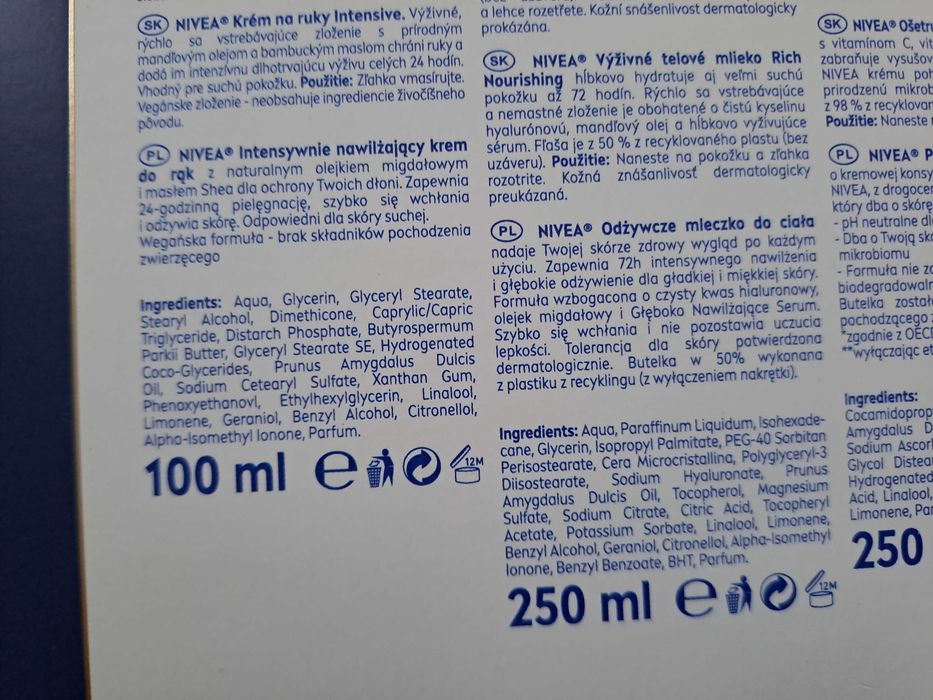 SK NIVEA® Krém na ruky Intensive. Výživné,
rýchlo sa vstrebávajúce zloženie s prírodným
mandľovým olejom a bambuckým maslom chráni ruky a
dodá im intenzívnu dlhotrvajúcu výživu celých 24 hodín.
Vhodný pre suchú pokožku. Použitie: Zľahka vmasírujte.
Vegánske zloženie - neobsahuje ingrediencie živočíšneho
pôvodu.
PL NIVEA® Intensywnie nawilżający krem
do rąk z naturalnym olejkiem migdałowym
i masłem Shea dla ochrony Twoich dłoni. Zapewnia
24-godzinną pielęgnację, szybko się wchłania
i odżywia skórę. Odpowiedni dla skóry suchej.
Wegańska formuła - brak składników pochodzenia
zwierzęcego
Ingredients: Aqua, Glycerin, Glyceryl Stearate,
Stearyl Alcohol, Dimethicone, Caprylic/Capric
Triglyceride, Distarch Phosphate, Butyrospermum
Parkii Butter, Glyceryl Stearate SE, Hydrogenated
Coco-Glycerides, Prunus Amygdalus Dulcis
Oil, Sodium Cetearyl Sulfate, Xanthan Gum,
Phenoxyethanovl, Ethylhexylglycerin, Linalool,
Limonene, Geraniol, Benzyl Alcohol, Citronellol,
Alpha-Isomethyl Ionone, Parfum.
100 ml e 12M
a lehce rozetřete. Kožní snášenlivost dermatologicky
prokázána.
SK NIVEA® Výživné telové mlieko Rich
Nourishing hĺbkovo hydratuje aj veľmi suchú
pokožku až 72 hodín. Rýchlo sa vstrebávajúce
a nemastné zloženie je obohatené o čistú kyselinu
hyalurónovú, mandľový olej a hĺbkovo vyživujúce
sérum. Fľaša je z 50 % z recyklovaného plastu (bez
uzáveru). Použitie: Naneste na pokožku a zľahka
rozotrite. Kožná znášanlivosť dermatologicky
preukázaná.
PL NIVEA® Odżywcze mleczko do ciała
nadaje Twojej skórze zdrowy wygląd po każdym
użyciu. Zapewnia 72h intensywnego nawilżenia
i głębokie odżywienie dla gładkiej i miękkiej skóry.
Formuła wzbogacona o czysty kwas hialuronowy,
olejek migdałowy i Głęboko Nawilżające Serum.
Szybko się wchłania i nie pozostawia uczucia
lepkości. Tolerancja dla skóry potwierdzona
dermatologicznie. Butelka w 50% wykonana
z plastiku z recyklingu (z wyłączeniem nakrętki).
Ingredients: Aqua, Paraffinum Liquidum, Isohexade-
cane, Glycerin, Isopropyl Palmitate, PEG-40 Sorbitan
Perisostearate, Cera Microcristallina, Polyglyceryl-3
Diisostearate, Sodium Hyaluronate, Prunus
Amygdalus Dulcis Oil, Tocopherol, Magnesium
Sulfate, Sodium Citrate, Citric Acid, Tocopheryl
Acetate, Potassium Sorbate, Linalool, Limonene,
Benzyl Alcohol, Geraniol, Citronellol, Alpha-Isomethyl
Ionone, Benzyl Benzoate, BHT, Parfum.
250 ml e 12M
SK NIVEA® Ošetru
s vitamínom C, vit
zabraňuje vysušov
NIVEA krému poh
prirodzenú mikrob
z 98 % z recyklovan
Použitie: Naneste
PL NIVEA® P
o kremowej konsy
NIVEA, z drogocen
który dba o skórę
- pH neutralne dl
- Dba o Twoją skó
mikrobiomu
- Formuła nie za
biodegradowaln
Butelka została
pochodzącego z
*zgodnie z OECD
**wyłączając et
Ingredients:
Cocamidoprop
Amygdalus D
Sodium Ascor
Glycol Distea
Hydrogenated
Acid, Linalool,
Limonene, Par
250